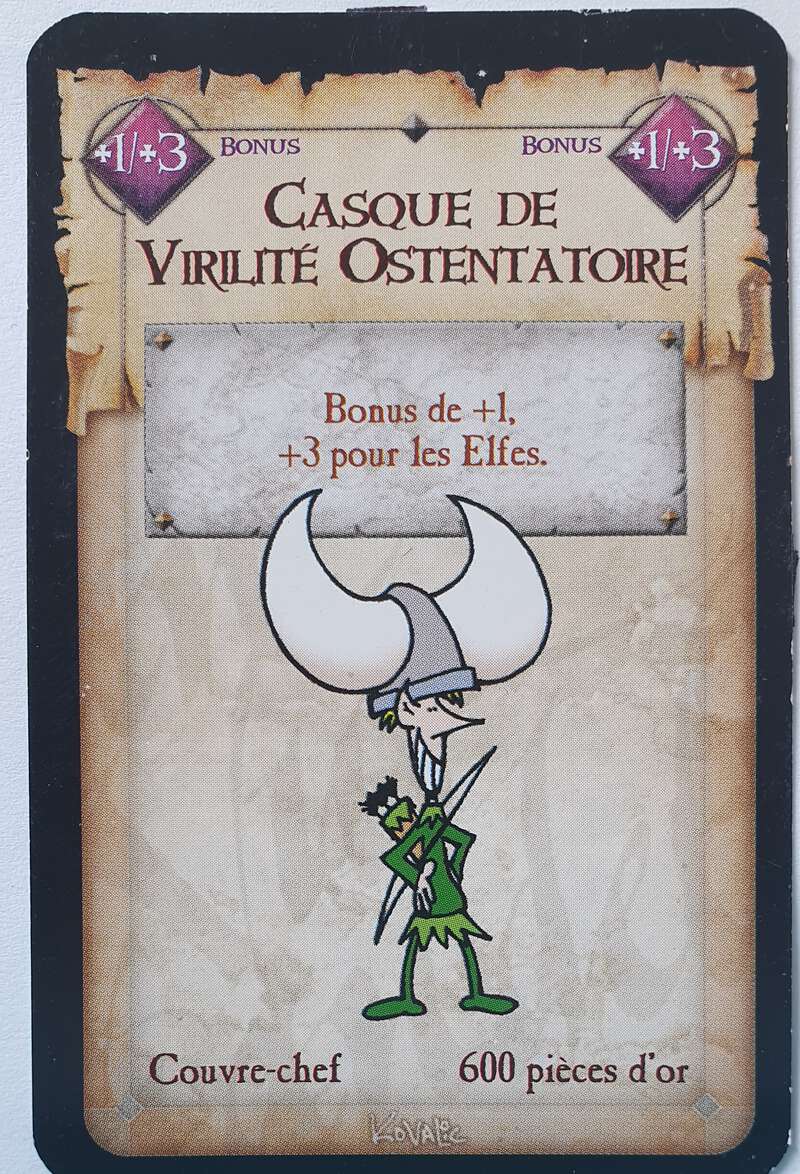 +1/+3 BONUS BONUS +1/+3
CASQUE DE
VIRILITÉ OSTENTATOIRE
Bonus de +1,
+3 pour les Elfes.
Couvre-chef 600 pièces d'or
KOVALIC